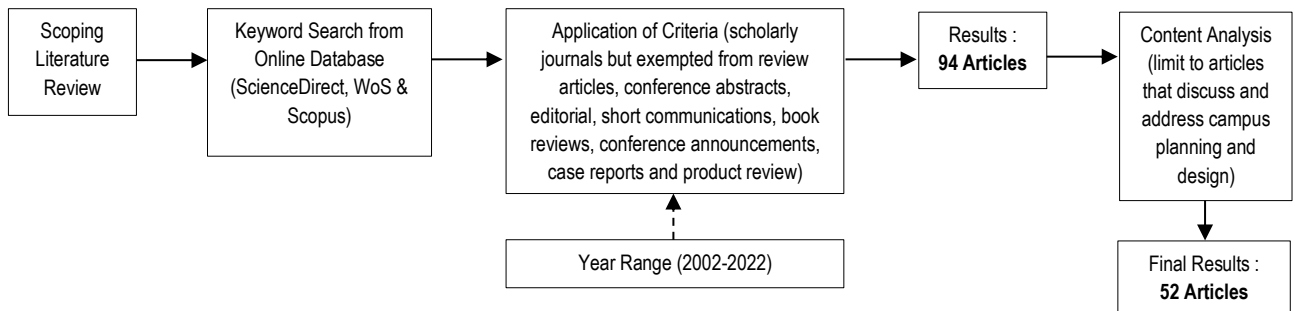 Scoping
Literature
Review
Keyword Search from
Online Database
(ScienceDirect, WoS &
Scopus)
Application of Criteria (scholarly
journals but exempted from review
articles, conference abstracts,
editorial, short communications, book
reviews, conference announcements,
case reports and product review)
Year Range (2002-2022)
Results :
94 Articles
Content Analysis
(limit to articles
that discuss and
address campus
planning and
design)
Final Results :
52 Articles